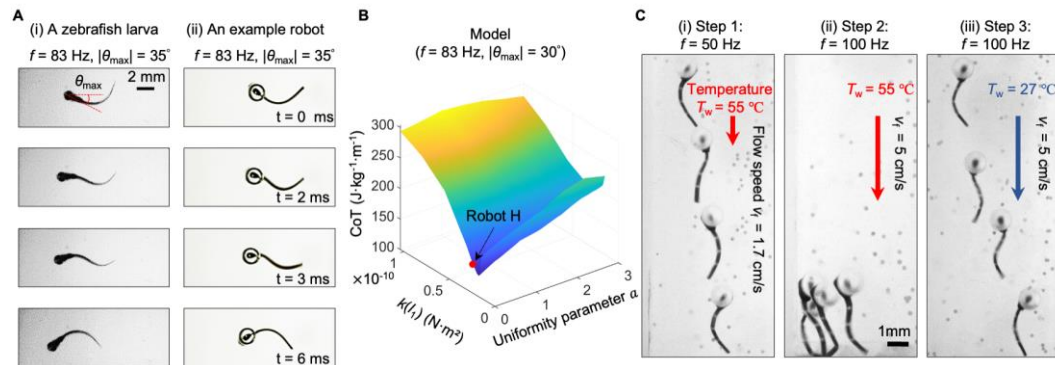 A
(i) A zebrafish larva
f = 83 Hz, |θmax| = 35°
θmax
2 mm
(ii) An example robot
f = 83 Hz, |θmax| = 35°
t = 0 ms
t = 2 ms
t = 3 ms
t = 6 ms
B
Model
(f = 83 Hz, |θmax| = 30°)
CoT (J·kg⁻¹·m⁻¹)
300
250
200
150
100
Robot H
×10⁻¹⁰
1
0.5
0
k(l₁) (N·m²)
0
1
2
3
Uniformity parameter α
C
(i) Step 1:
f = 50 Hz
Temperature
Tw = 55 ℃
Flow speed vf = 1.7 cm/s
(ii) Step 2:
f = 100 Hz
Tw = 55 ℃
vf = 5 cm/s
1mm
(iii) Step 3:
f = 100 Hz
Tw = 27 ℃
vf = 5 cm/s